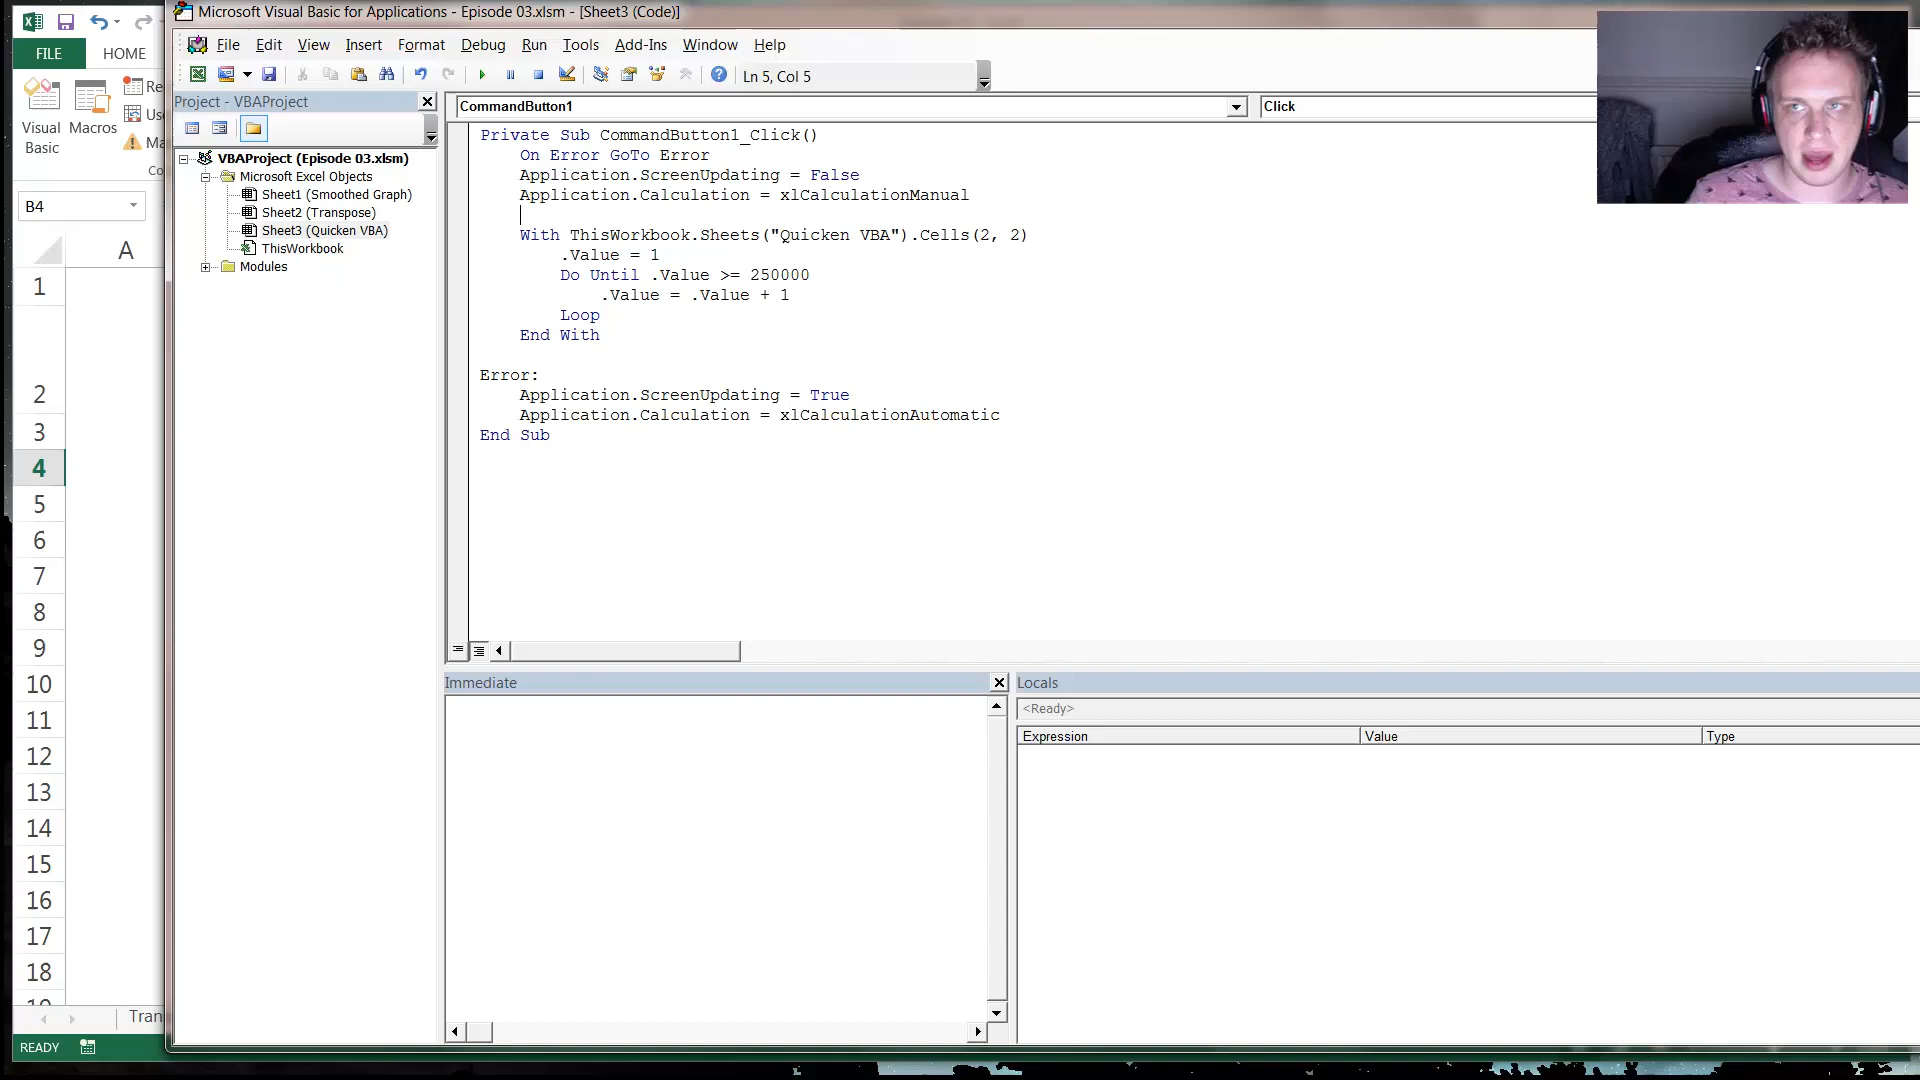 Microsoft Visual Basic for Applications - Episode 03.xlsm - [Sheet3 (Code)]
FILE
HOME
Visual Basic
Macros
Re
Use
Ma
Co
File Edit View Insert Format Debug Run Tools Add-Ins Window Help
Ln 5, Col 5
Project - VBAProject
VBAProject (Episode 03.xlsm)
Microsoft Excel Objects
Sheet1 (Smoothed Graph)
Sheet2 (Transpose)
Sheet3 (Quicken VBA)
ThisWorkbook
Modules
CommandButton1
Click
Private Sub CommandButton1_Click()
On Error GoTo Error
Application.ScreenUpdating = False
Application.Calculation = xlCalculationManual
With ThisWorkbook.Sheets("Quicken VBA").Cells(2, 2)
.Value = 1
Do Until .Value >= 250000
.Value = .Value + 1
Loop
End With
Error:
Application.ScreenUpdating = True
Application.Calculation = xlCalculationAutomatic
End Sub
B4
A
1
2
3
4
5
6
7
8
9
10
11
12
13
14
15
16
17
18
Tran
READY
Immediate
Locals
<Ready>
Expression Value Type